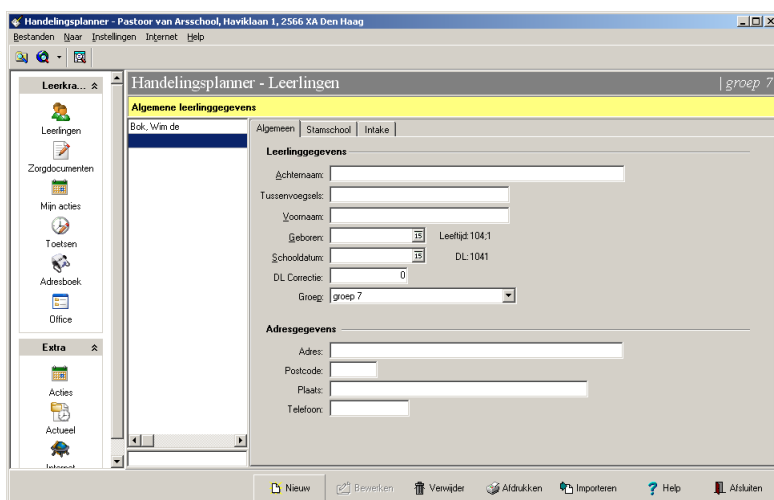 Handelingsplanner - Pastoor van Arsschool, Haviklaan 1, 2566 XA Den Haag
Bestanden Naar Instellingen Internet Help
Leerkra...
Handelingsplanner - Leerlingen | groep 7
Algemene leerlinggegevens
Leerlingen
Zorgdocumenten
Mijn acties
Toetsen
Adresboek
Office
Extra
Acties
Actueel
Internet
Bok, Wim de
Algemeen Stamschool Intake
Leerlinggegevens
Achternaam:
Tussenvoegsels:
Voornaam:
Geboren: 15 Leeftijd: 104;1
Schooldatum: 15 DL: 1041
DL Correctie: 0
Groep: groep 7
Adresgegevens
Adres:
Postcode:
Plaats:
Telefoon:
Nieuw Bewerken Verwijder Afdrukken Importeren Help Afsluiten